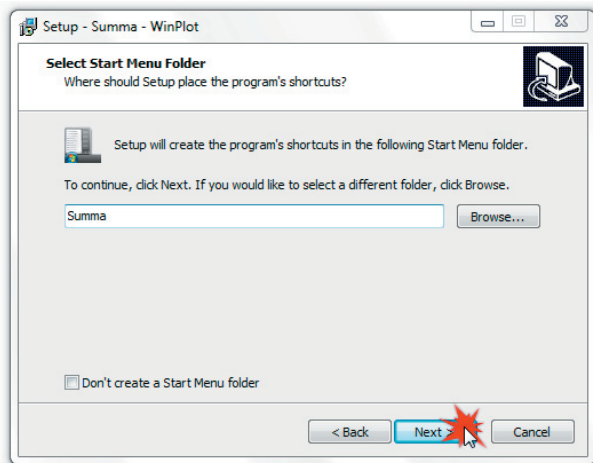 Setup - Summa - WinPlot
Select Start Menu Folder
Where should Setup place the program's shortcuts?
Setup will create the program's shortcuts in the following Start Menu folder.
To continue, click Next. If you would like to select a different folder, click Browse.
Summa
Browse...
Don't create a Start Menu folder
< Back
Next >
Cancel